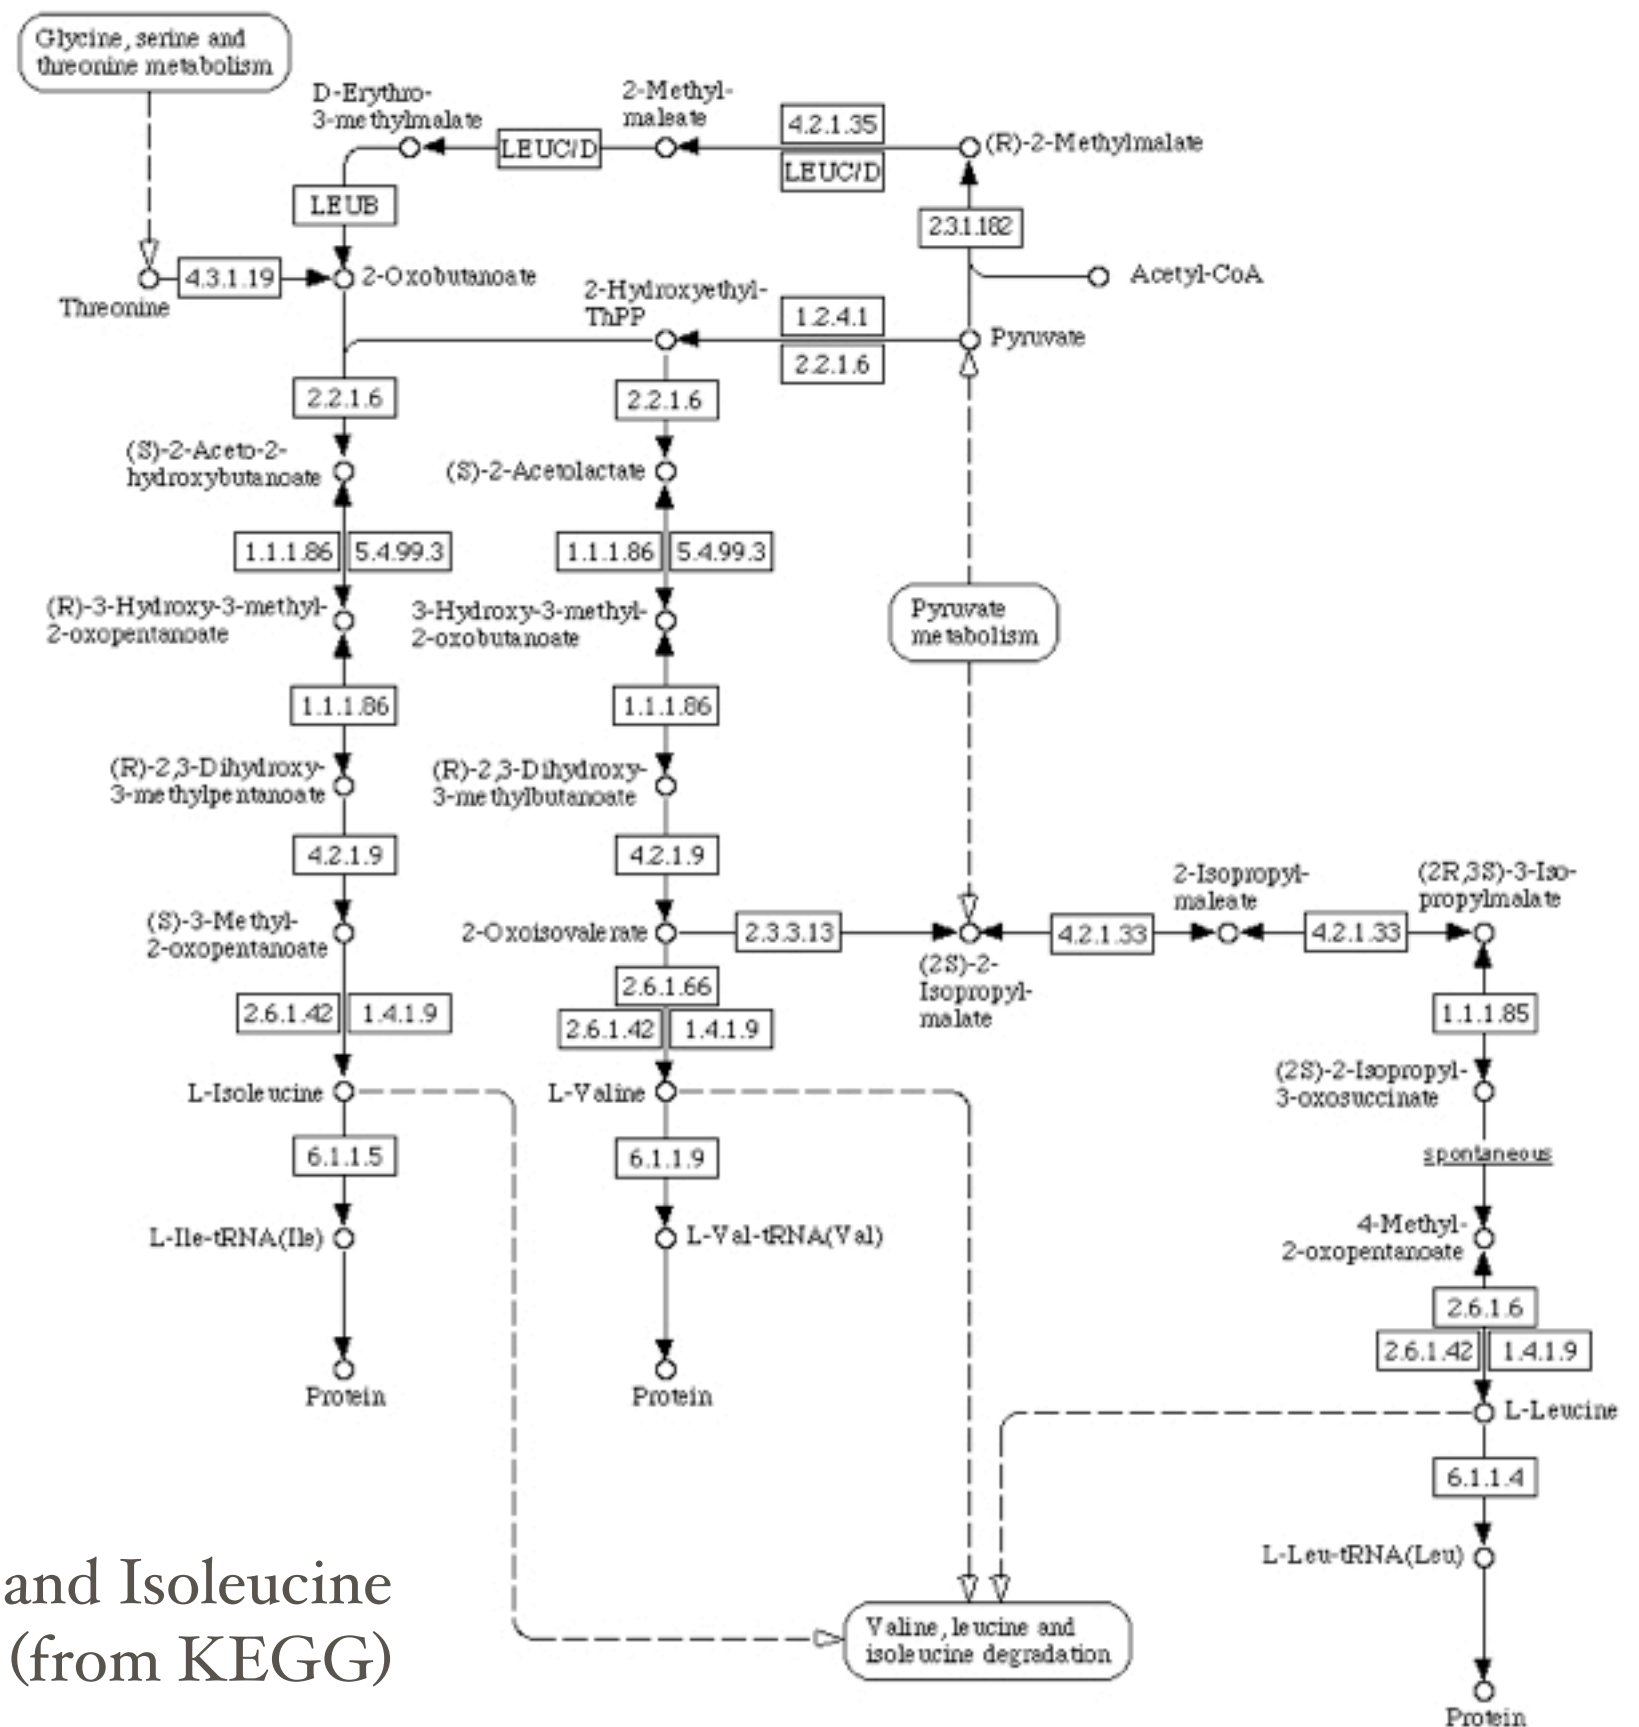 Glycine, serine and
threonine metabolism
D-Erythro-
3-methylmalate
2-Methyl-
maleate
4.2.1.35
LEUC/D
LEUC/D
(R)-2-Methylmalate
LEUB
2.3.1.182
4.3.1.19
2-Oxobutanoate
Acetyl-CoA
Threonine
2-Hydroxyethyl-
ThPP
1.2.4.1
Pyruvate
2.2.1.6
2.2.1.6
2.2.1.6
(S)-2-Aceto-2-
hydroxybutanoate
(S)-2-Acetolactate
1.1.1.86
5.4.99.3
1.1.1.86
5.4.99.3
(R)-3-Hydroxy-3-methyl-
2-oxopentanoate
3-Hydroxy-3-methyl-
2-oxobutanoate
Pyruvate
metabolism
1.1.1.86
1.1.1.86
(R)-2,3-Dihydroxy-
3-methylpentanoate
(R)-2,3-Dihydroxy-
3-methylbutanoate
4.2.1.9
4.2.1.9
2-Isopropyl-
maleate
(2R,3S)-3-Iso-
propylmalate
(S)-3-Methyl-
2-oxopentanoate
2-Oxoisovalerate
2.3.3.13
4.2.1.33
4.2.1.33
(2S)-2-
Isopropyl-
malate
2.6.1.66
2.6.1.42
1.4.1.9
2.6.1.42
1.4.1.9
1.1.1.85
(2S)-2-Isopropyl-
3-oxosuccinate
L-Isoleucine
L-Valine
6.1.1.5
6.1.1.9
spontaneous
L-Ile-tRNA(Ile)
L-Val-tRNA(Val)
4-Methyl-
2-oxopentanoate
2.6.1.6
2.6.1.42
1.4.1.9
Protein
Protein
L-Leucine
6.1.1.4
L-Leu-tRNA(Leu)
and Isoleucine
(from KEGG)
Valine, leucine and
isoleucine degradation
Protein